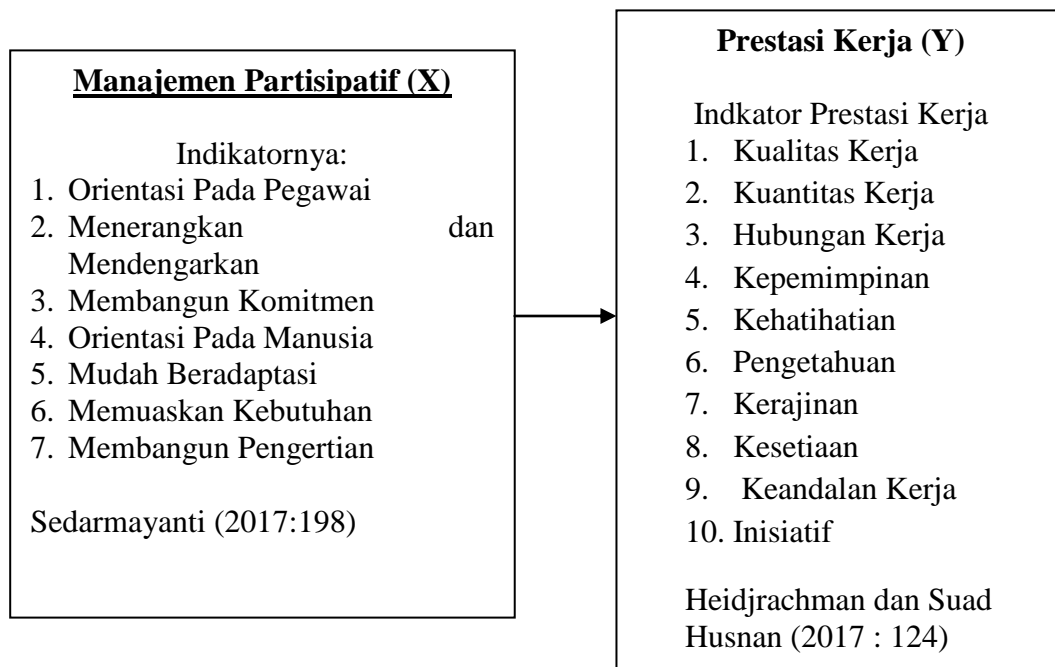 Manajemen Partisipatif (X)
Indikatornya:
1. Orientasi Pada Pegawai
2. Menerangkan dan
Mendengarkan
3. Membangun Komitmen
4. Orientasi Pada Manusia
5. Mudah Beradaptasi
6. Memuaskan Kebutuhan
7. Membangun Pengertian
Sedarmayanti (2017:198)
Prestasi Kerja (Y)
Indkator Prestasi Kerja
1. Kualitas Kerja
2. Kuantitas Kerja
3. Hubungan Kerja
4. Kepemimpinan
5. Kehatihatian
6. Pengetahuan
7. Kerajinan
8. Kesetiaan
9. Keandalan Kerja
10. Inisiatif
Heidjrachman dan Suad
Husnan (2017 : 124)